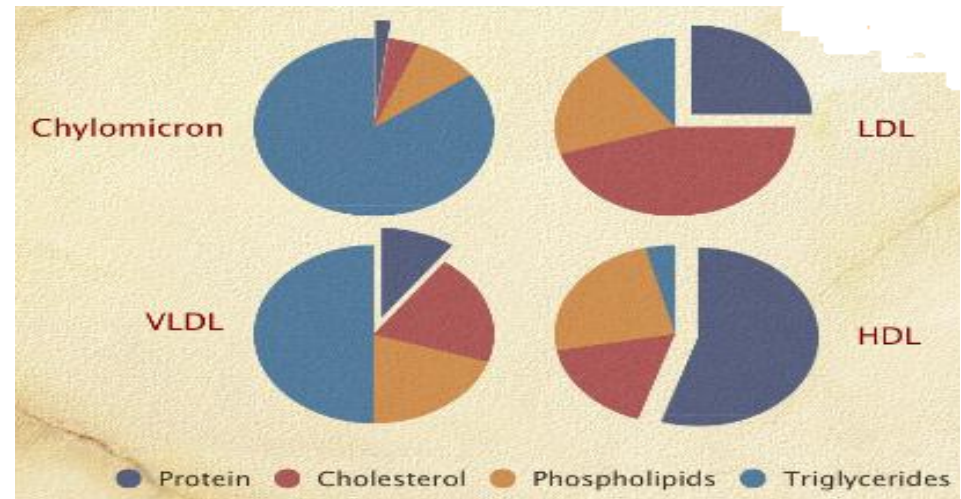 Chylomicron
LDL
VLDL
HDL
Protein Cholesterol Phospholipids Triglycerides